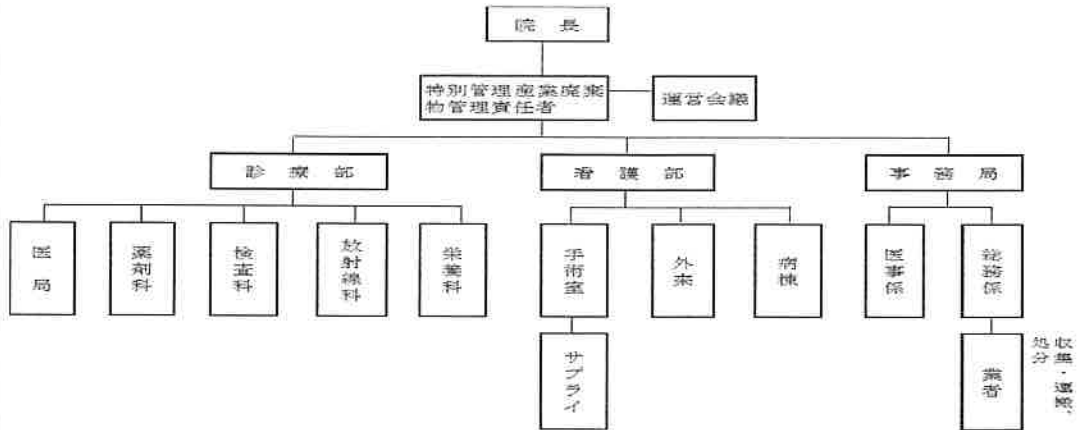 院長
特別管理産業廃棄
物管理責任者
運営会議
診療部
看護部
事務局
医局
薬剤科
検査科
放射線科
栄養科
手術室
外来
病棟
医事係
総務係
サプライ
業者
収集・運搬、
処分